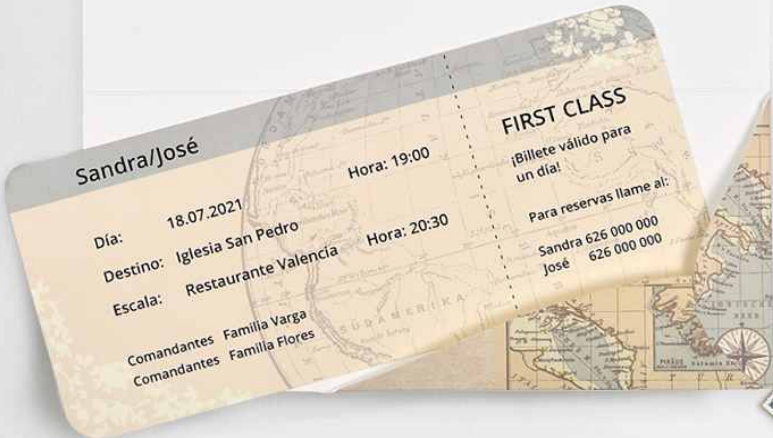 Sandra/José
Día: 18.07.2021 Hora: 19:00
Destino: Iglesia San Pedro
Escala: Restaurante Valencia Hora: 20:30
Comandantes Familia Varga
Comandantes Familia Flores
FIRST CLASS
¡Billete válido para
un día!
Para reservas llame al:
Sandra 626 000 000
José 626 000 000
SÜDAMERIKA